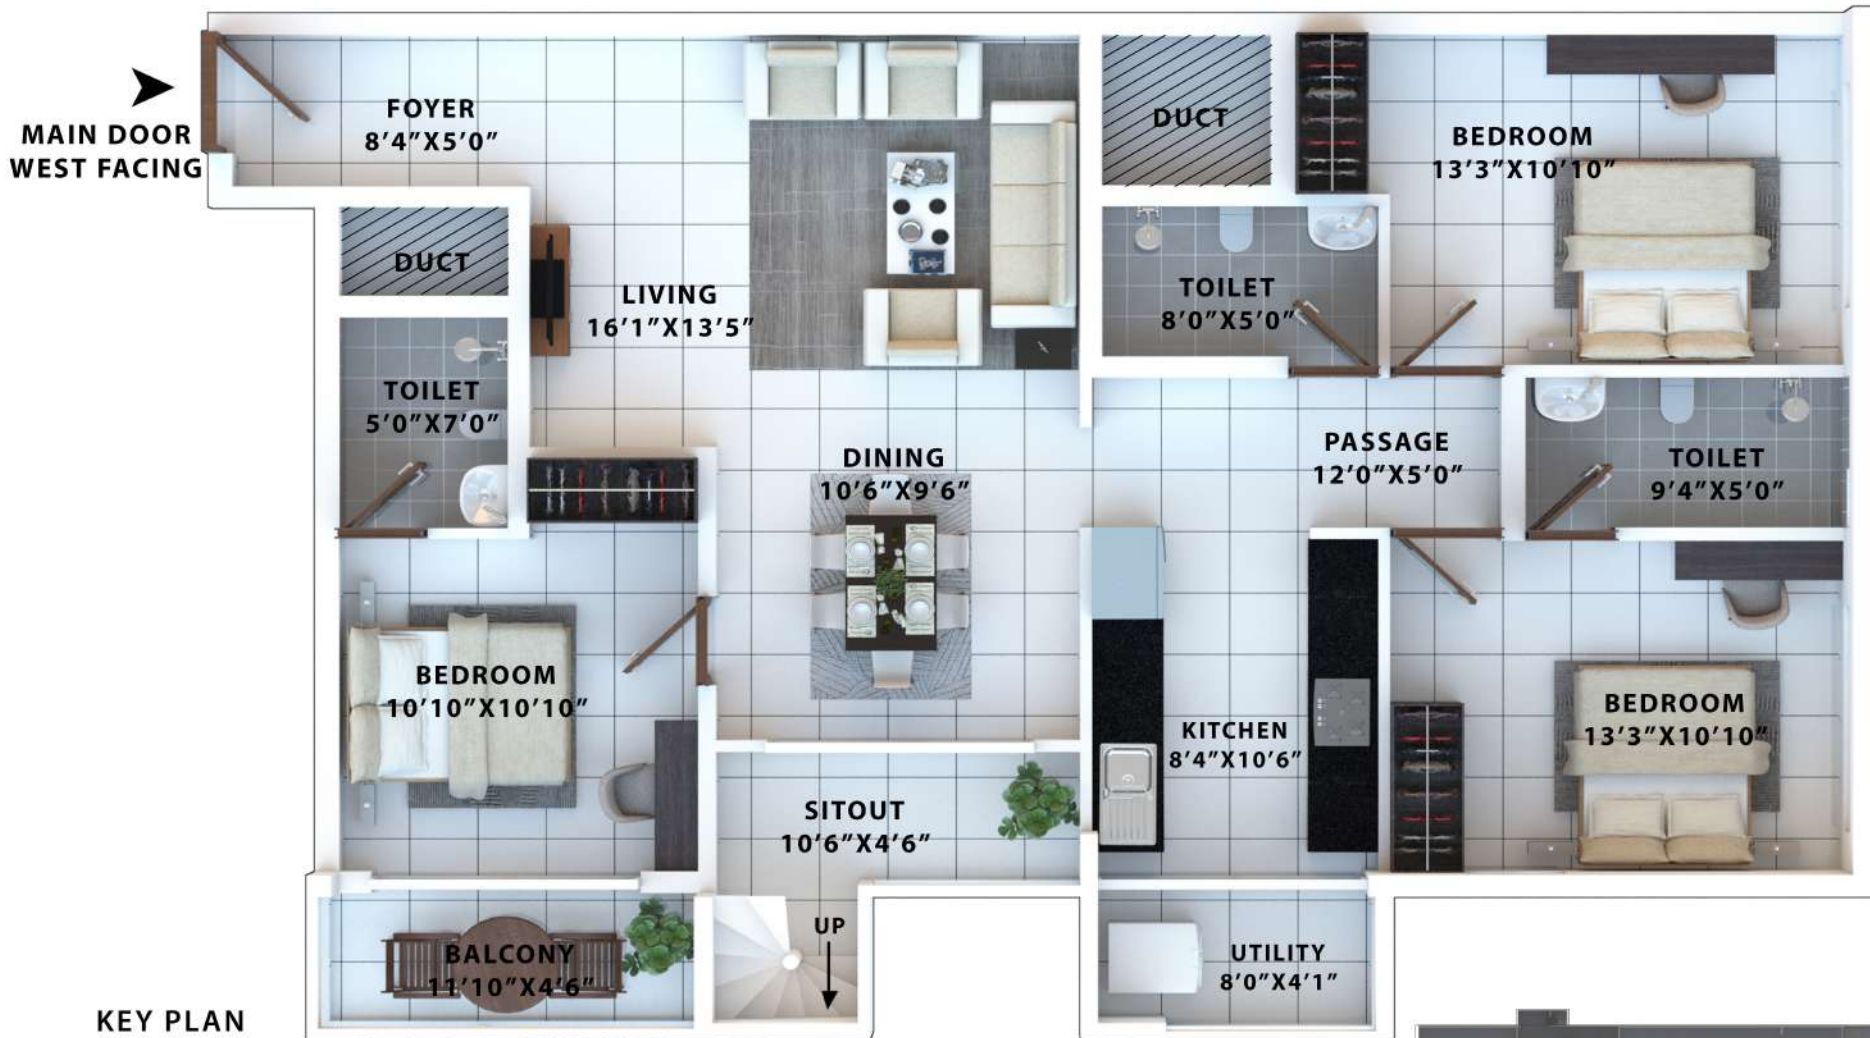 MAIN DOOR
WEST FACING
FOYER
8'4"X5'0"
DUCT
LIVING
16'1"X13'5"
TOILET
5'0"X7'0"
DUCT
BEDROOM
13'3"X10'10"
TOILET
8'0"X5'0"
DINING
10'6"X9'6"
PASSAGE
12'0"X5'0"
TOILET
9'4"X5'0"
BEDROOM
10'10"X10'10"
KITCHEN
8'4"X10'6"
BEDROOM
13'3"X10'10"
SITOUT
10'6"X4'6"
UP
BALCONY
11'10"X4'6"
UTILITY
8'0"X4'1"
KEY PLAN